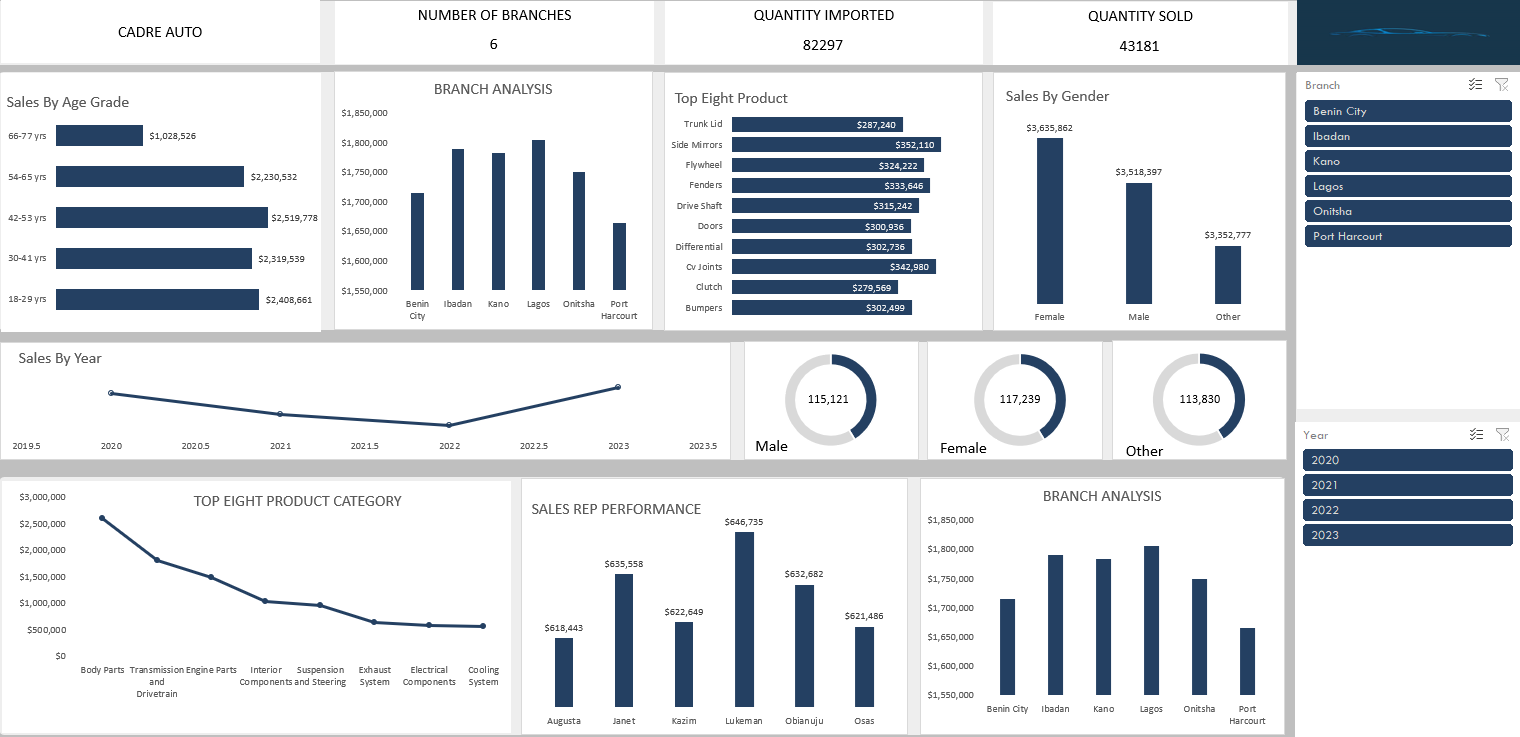 CADRE AUTO
NUMBER OF BRANCHES
6
QUANTITY IMPORTED
82297
QUANTITY SOLD
43181
Sales By Age Grade
66-77 yrs
$1,028,526
54-65 yrs
$2,230,532
42-53 yrs
$2,519,778
30-41 yrs
$2,319,539
18-29 yrs
$2,408,661
BRANCH ANALYSIS
$1,850,000
$1,800,000
$1,750,000
$1,700,000
$1,650,000
$1,600,000
$1,550,000
Benin
City
Ibadan
Kano
Lagos
Onitsha
Port
Harcourt
Top Eight Product
Trunk Lid
$287,240
Side Mirrors
$352,110
Flywheel
$324,222
Fenders
$333,646
Drive Shaft
$315,242
Doors
$300,936
Differential
$302,736
Cv Joints
$342,980
Clutch
$279,569
Bumpers
$302,499
Sales By Gender
$3,635,862
$3,518,397
$3,352,777
Female
Male
Other
Branch
Benin City
Ibadan
Kano
Lagos
Onitsha
Port Harcourt
Sales By Year
2019.5
2020
2020.5
2021
2021.5
2022
2022.5
2023
2023.5
115,121
Male
117,239
Female
113,830
Other
Year
2020
2021
2022
2023
TOP EIGHT PRODUCT CATEGORY
$3,000,000
$2,500,000
$2,000,000
$1,500,000
$1,000,000
$500,000
$0
Body Parts
Transmission
and
Drivetrain
Engine Parts
Interior
Components
Suspension
and Steering
Exhaust
System
Electrical
Components
Cooling
System
SALES REP PERFORMANCE
$618,443
$635,558
$622,649
$646,735
$632,682
$621,486
Augusta
Janet
Kazim
Lukeman
Obianuju
Osas
BRANCH ANALYSIS
$1,850,000
$1,800,000
$1,750,000
$1,700,000
$1,650,000
$1,600,000
$1,550,000
Benin City
Ibadan
Kano
Lagos
Onitsha
Port
Harcourt